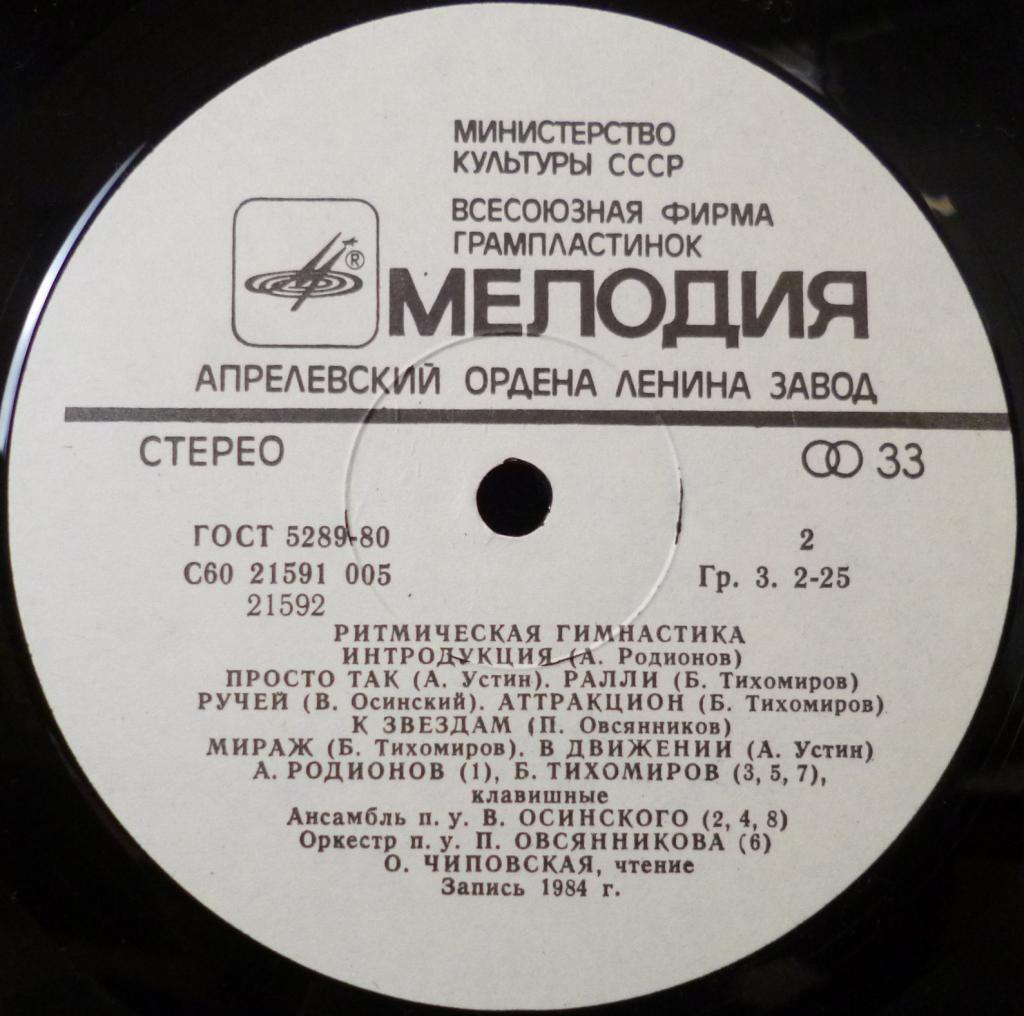 МИНИСТЕРСТВО
КУЛЬТУРЫ СССР
ВСЕСОЮЗНАЯ ФИРМА
ГРАМПЛАСТИНОК
®
МЕЛОДИЯ
АПРЕЛЕВСКИЙ ОРДЕНА ЛЕНИНА ЗАВОД
СТЕРЕО 33
ГОСТ 5289-80 2
С60 21591 005 Гр. 3. 2-25
21592
РИТМИЧЕСКАЯ ГИМНАСТИКА
ИНТРОДУКЦИЯ (А. Родионов)
ПРОСТО ТАК (А. Устин). РАЛЛИ (Б. Тихомиров)
РУЧЕЙ (В. Осинский). АТТРАКЦИОН (Б. Тихомиров)
К ЗВЕЗДАМ (П. Овсянников)
МИРАЖ (Б. Тихомиров). В ДВИЖЕНИИ (А. Устин)
А. РОДИОНОВ (1), Б. ТИХОМИРОВ (3, 5, 7),
клавишные
Ансамбль п. у. В. ОСИНСКОГО (2, 4, 8)
Оркестр п. у. П. ОВСЯННИКОВА (6)
О. ЧИПОВСКАЯ, чтение
Запись 1984 г.